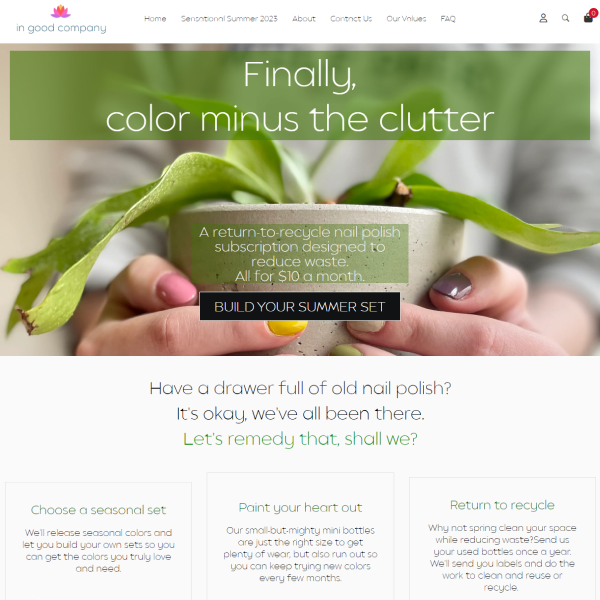 in good company
Home
Sensational Summer 2023
About
Contact Us
Our Values
FAQ
0
Finally,
color minus the clutter
A return-to-recycle nail polish
subscription designed to
reduce waste.
All for $10 a month.
BUILD YOUR SUMMER SET
Have a drawer full of old nail polish?
It's okay, we've all been there.
Let's remedy that, shall we?
Choose a seasonal set
We'll release seasonal colors and
let you build your own sets so you
can get the colors you truly love
and need.
Paint your heart out
Our small-but-mighty mini bottles
are just the right size to get
plenty of wear, but also run out so
you can keep trying new colors
every few months.
Return to recycle
Why not spring clean your space
while reducing waste?Send us
your used bottles once a year.
We'll send you labels and do the
work to clean and reuse or
recycle.